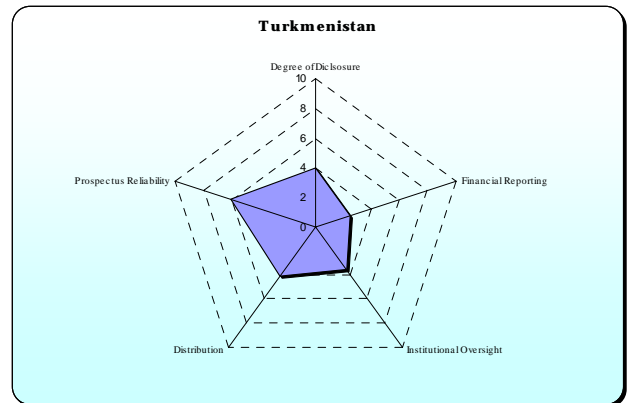 Turkmenistan
Degree of Diclsosure
10
8
6
4
2
0
Prospectus Reliability
Financial Reporting
Distribution
Institutional Oversight